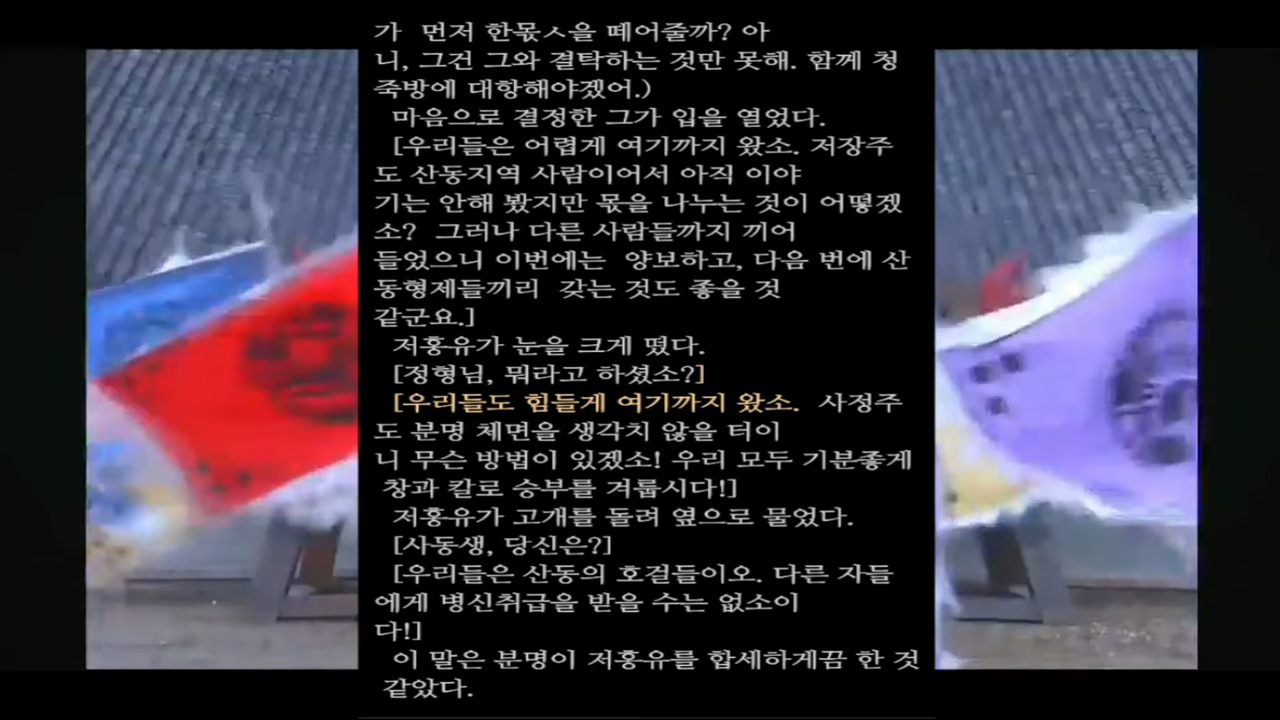 가 먼저 한몫ㅅ을 떼어줄까? 아
니, 그건 그와 결탁하는 것만 못해. 함께 청
죽방에 대항해야겠어.)
마음으로 결정한 그가 입을 열었다.
[우리들은 어렵게 여기까지 왔소. 저장주
도 산동지역 사람이어서 아직 이야
기는 안해 봤지만 몫을 나누는 것이 어떻겠
소? 그러나 다른 사람들까지 끼어
들었으니 이번에는 양보하고, 다음 번에 산
동형제들끼리 갖는 것도 좋을 것
같군요.]
저홍유가 눈을 크게 떴다.
[정형님, 뭐라고 하셨소?]
[우리들도 힘들게 여기까지 왔소. 사정주
도 분명 체면을 생각치 않을 터이
니 무슨 방법이 있겠소! 우리 모두 기분좋게
창과 칼로 승부를 겨룹시다!]
저홍유가 고개를 돌려 옆으로 물었다.
[사동생, 당신은?]
[우리들은 산동의 호걸들이오. 다른 자들
에게 병신취급을 받을 수는 없소이
다!]
이 말은 분명이 저홍유를 합세하게끔 한 것
같았다.